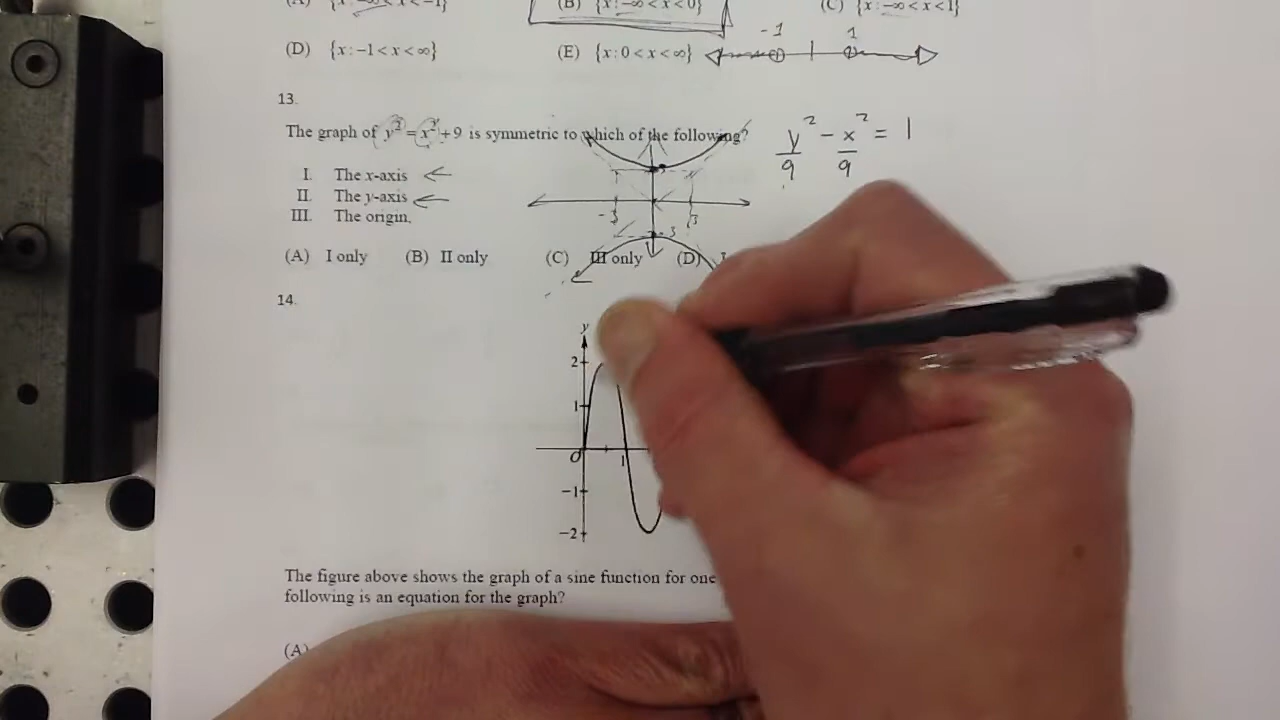 {x: -∞ < x < -1}
(B) {x: -∞ < x < 0}
(C) {x: -∞ < x < 1}
(D) {x: -1 < x < ∞}
(E) {x: 0 < x < ∞}
-1
1
13.
The graph of y² = x² + 9 is symmetric to which of the following?
y²/9 - x²/9 = 1
I. The x-axis
II. The y-axis
III. The origin.
-3
3
(A) I only (B) II only (C) III only (D)
14.
y
2
1
O
1
-1
-2
The figure above shows the graph of a sine function for one
following is an equation for the graph?
(A)